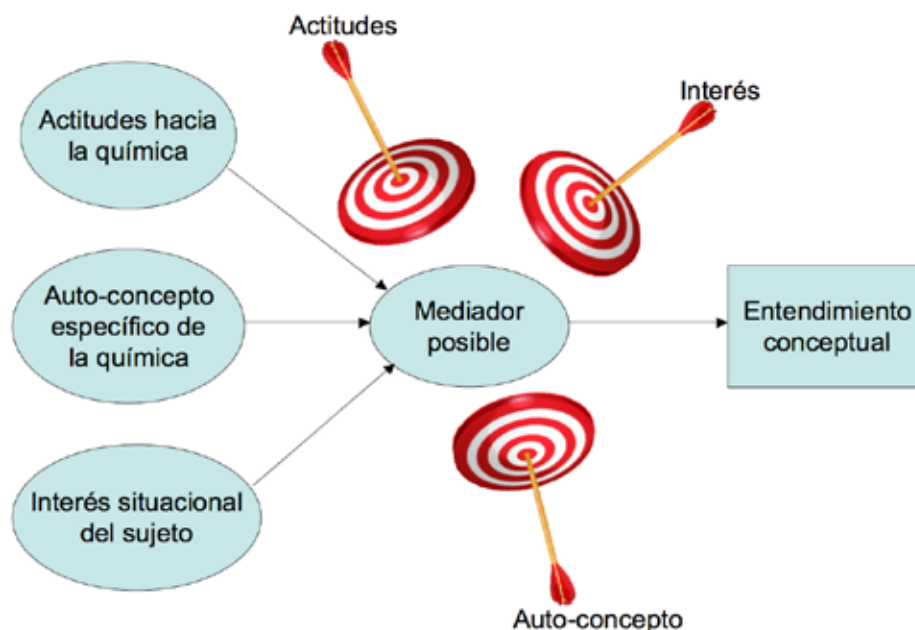 Actitudes
Interés
Actitudes hacia
la química
Auto-concepto
específico de
la química
Mediador
posible
Entendimiento
conceptual
Interés situacional
del sujeto
Auto-concepto